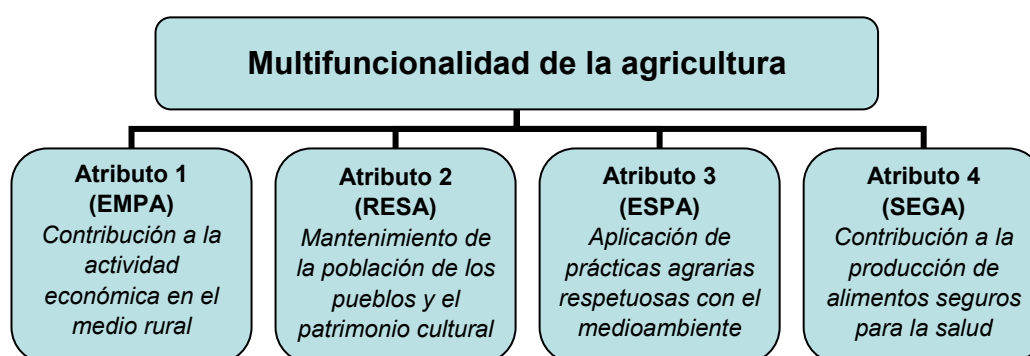 Multifuncionalidad de la agricultura
Atributo 1
(EMPA)
Contribución a la
actividad
económica en el
medio rural
Atributo 2
(RESA)
Mantenimiento de
la población de los
pueblos y el
patrimonio cultural
Atributo 3
(ESPA)
Aplicación de
prácticas agrarias
respetuosas con el
medioambiente
Atributo 4
(SEGA)
Contribución a la
producción de
alimentos seguros
para la salud